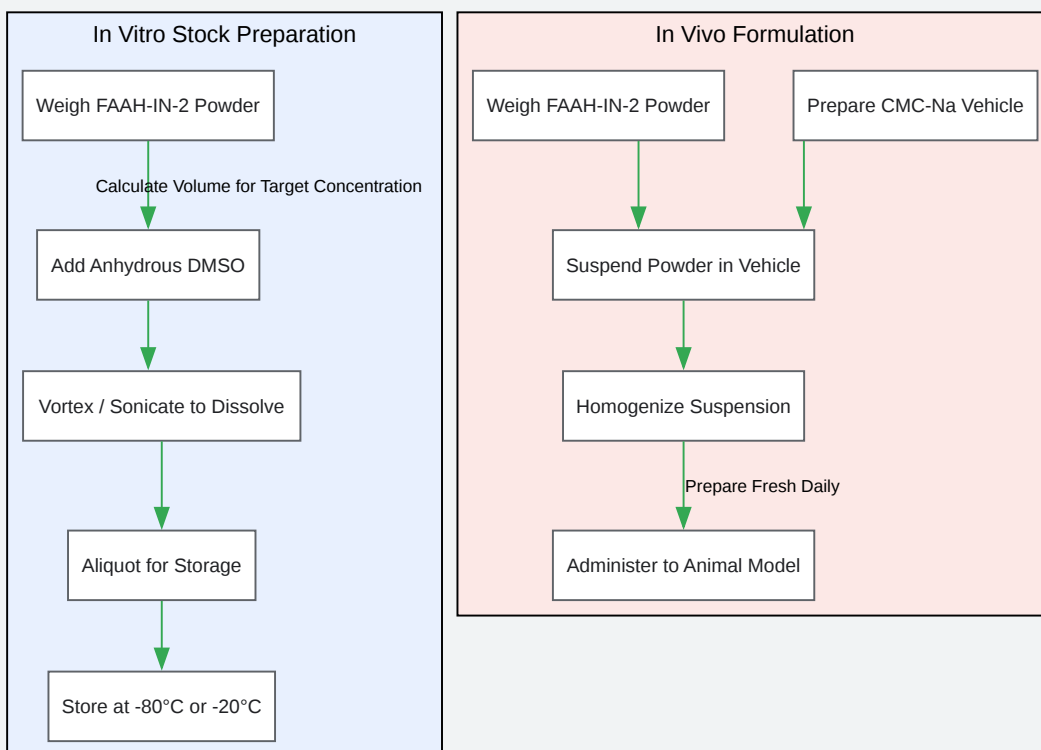 In Vitro Stock Preparation
Weigh FAAH-IN-2 Powder
Calculate Volume for Target Concentration
Add Anhydrous DMSO
Vortex / Sonicate to Dissolve
Aliquot for Storage
Store at -80°C or -20°C
In Vivo Formulation
Weigh FAAH-IN-2 Powder
Prepare CMC-Na Vehicle
Suspend Powder in Vehicle
Homogenize Suspension
Prepare Fresh Daily
Administer to Animal Model